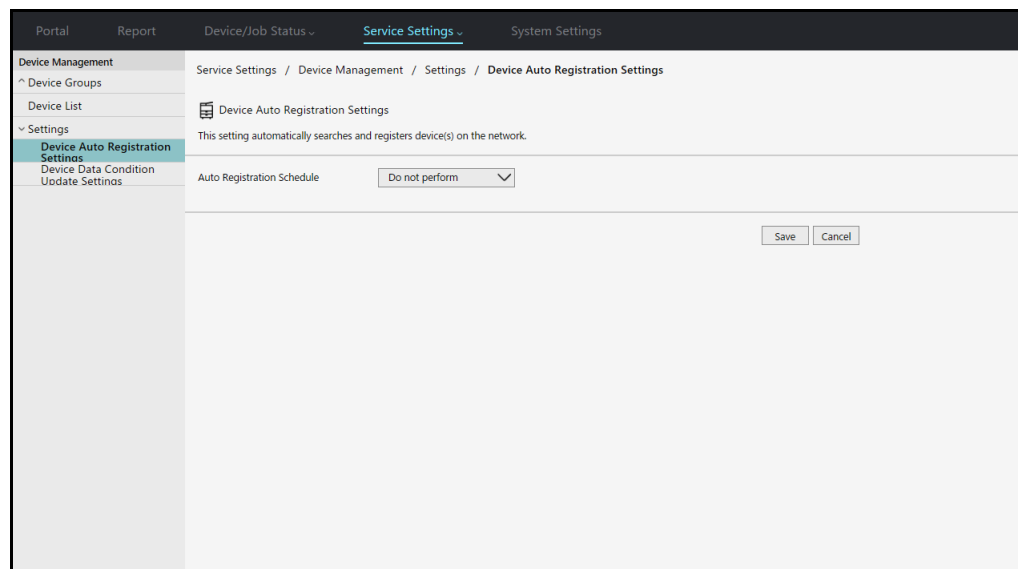 Portal Report Device/Job Status Service Settings System Settings
Device Management
Service Settings / Device Management / Settings / Device Auto Registration Settings
Device Groups
Device List
Device Auto Registration Settings
Settings
This setting automatically searches and registers device(s) on the network.
Device Auto Registration
Settings
Device Data Condition
Update Settings
Auto Registration Schedule Do not perform
Save Cancel